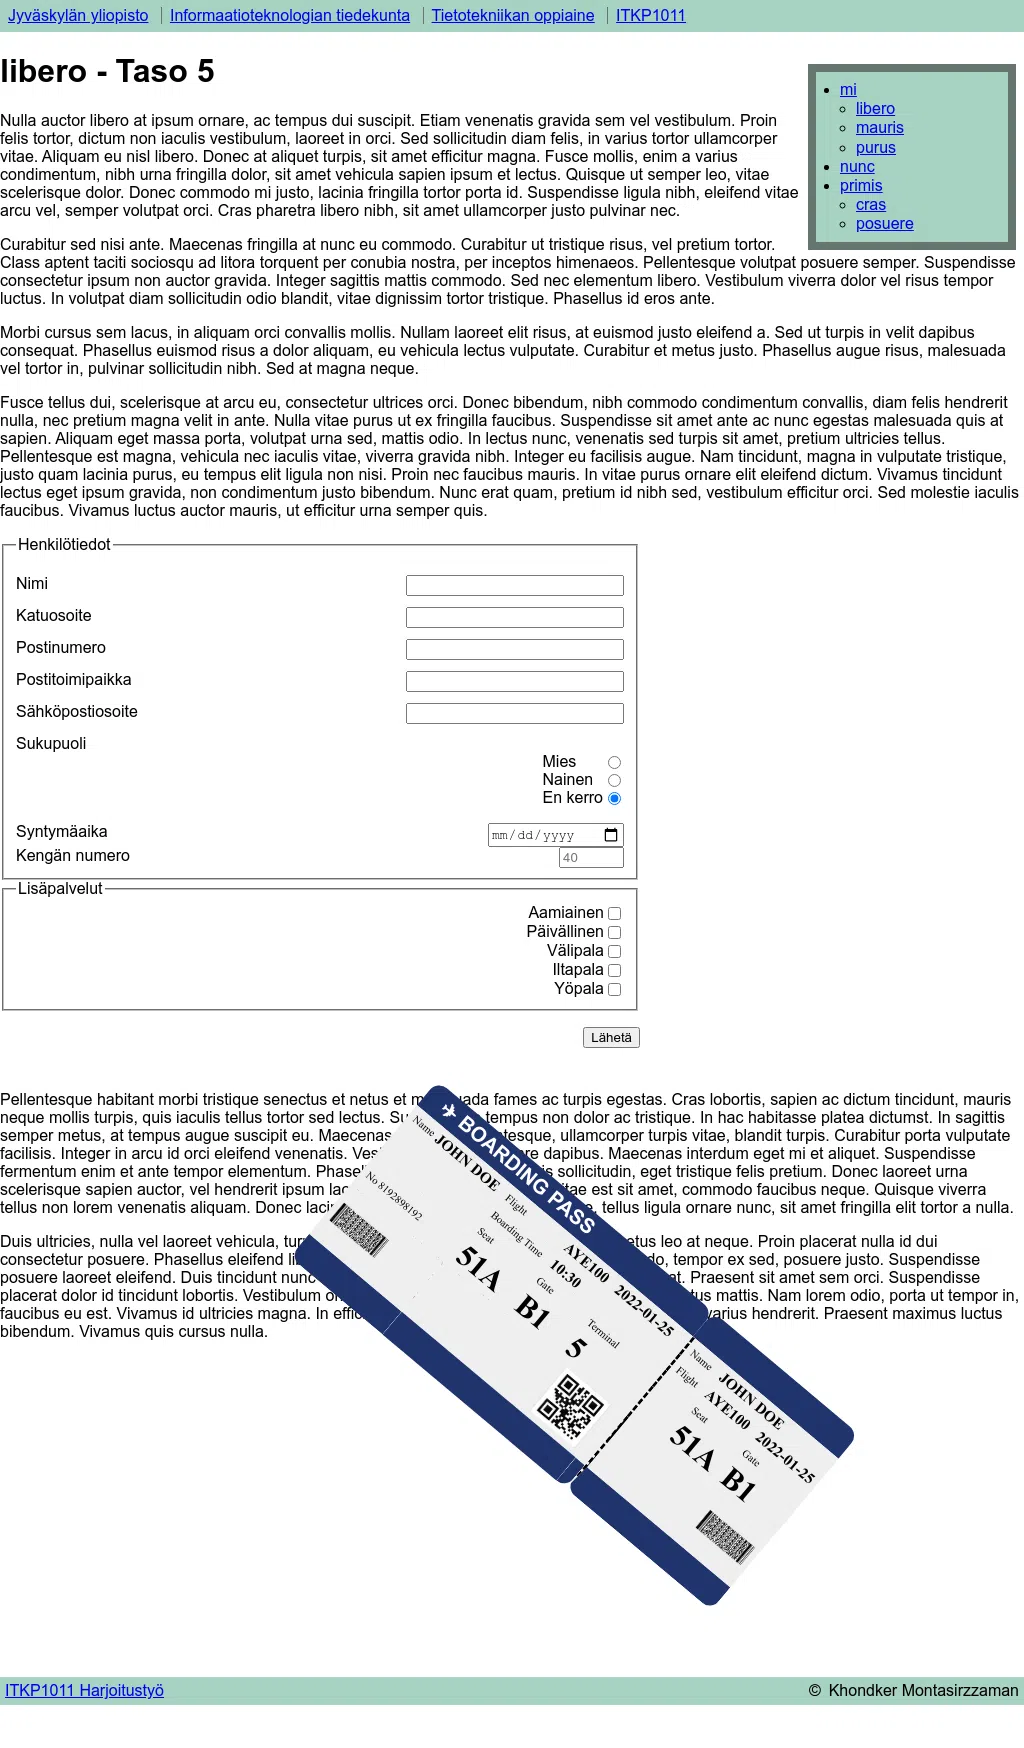 Jyväskylän yliopisto
Informaatioteknologian tiedekunta
Tietotekniikan oppiaine
ITKP1011
libero - Taso 5
mi
libero
mauris
purus
nunc
primis
cras
posuere
Nulla auctor libero at ipsum ornare, ac tempus dui suscipit. Etiam venenatis gravida sem vel vestibulum. Proin
felis tortor, dictum non iaculis vestibulum, laoreet in orci. Sed sollicitudin diam felis, in varius tortor ullamcorper
vitae. Aliquam eu nisl libero. Donec at aliquet turpis, sit amet efficitur magna. Fusce mollis, enim a varius
condimentum, nibh urna fringilla dolor, sit amet vehicula sapien ipsum et lectus. Quisque ut semper leo, vitae
scelerisque dolor. Donec commodo mi justo, lacinia fringilla tortor porta id. Suspendisse ligula nibh, eleifend vitae
arcu vel, semper volutpat orci. Cras pharetra libero nibh, sit amet ullamcorper justo pulvinar nec.
Curabitur sed nisi ante. Maecenas fringilla at nunc eu commodo. Curabitur ut tristique risus, vel pretium tortor.
Class aptent taciti sociosqu ad litora torquent per conubia nostra, per inceptos himenaeos. Pellentesque volutpat posuere semper. Suspendisse
consectetur ipsum non auctor gravida. Integer sagittis mattis commodo. Sed nec elementum libero. Vestibulum viverra dolor vel risus tempor
luctus. In volutpat diam sollicitudin odio blandit, vitae dignissim tortor tristique. Phasellus id eros ante.
Morbi cursus sem lacus, in aliquam orci convallis mollis. Nullam laoreet elit risus, at euismod justo eleifend a. Sed ut turpis in velit dapibus
consequat. Phasellus euismod risus a dolor aliquam, eu vehicula lectus vulputate. Curabitur et metus justo. Phasellus augue risus, malesuada
vel tortor in, pulvinar sollicitudin nibh. Sed at magna neque.
Fusce tellus dui, scelerisque at arcu eu, consectetur ultrices orci. Donec bibendum, nibh commodo condimentum convallis, diam felis hendrerit
nulla, nec pretium magna velit in ante. Nulla vitae purus ut ex fringilla faucibus. Suspendisse sit amet ante ac nunc egestas malesuada quis at
sapien. Aliquam eget massa porta, volutpat urna sed, mattis odio. In lectus nunc, venenatis sed turpis sit amet, pretium ultricies tellus.
Pellentesque est magna, vehicula nec iaculis vitae, viverra gravida nibh. Integer eu facilisis augue. Nam tincidunt, magna in vulputate tristique,
justo quam lacinia purus, eu tempus elit ligula non nisi. Proin nec faucibus mauris. In vitae purus ornare elit eleifend dictum. Vivamus tincidunt
lectus eget ipsum gravida, non condimentum justo bibendum. Nunc erat quam, pretium id nibh sed, vestibulum efficitur orci. Sed molestie iaculis
faucibus. Vivamus luctus auctor mauris, ut efficitur urna semper quis.
Henkilötiedot
Nimi
Katuosoite
Postinumero
Postitoimipaikka
Sähköpostiosoite
Sukupuoli
Mies
Nainen
En kerro
Syntymäaika mm/dd/yyyy
Kengän numero 40
Lisäpalvelut
Aamiainen
Päivällinen
Välipala
Iltapala
Yöpala
Lähetä
Pellentesque habitant morbi tristique senectus et netus et fames ac turpis egestas. Cras lobortis, sapien ac dictum tincidunt, mauris
neque mollis turpis, quis iaculis tellus tortor sed lectus. tempus non dolor ac tristique. In hac habitasse platea dictumst. In sagittis
semper metus, at tempus augue suscipit eu. Maecenas ullamcorper turpis vitae, blandit turpis. Curabitur porta vulputate
facilisis. Integer in arcu id orci eleifend venenatis. dapibus. Maecenas interdum eget mi et aliquet. Suspendisse
fermentum enim et ante tempor sollicitudin, eget tristique felis pretium. Donec laoreet urna
scelerisque sapien auctor, vel hendrerit ipsum est sit amet, commodo faucibus neque. Quisque viverra
tellus non lorem venenatis aliquam. Donec tellus ligula ornare nunc, sit amet fringilla elit tortor a nulla.
Duis ultricies, nulla vel laoreet vehicula, leo at neque. Proin placerat nulla id dui
consectetur posuere. Phasellus eleifend tempor ex sed, posuere justo. Suspendisse
posuere laoreet eleifend. Duis tincidunt Praesent sit amet sem orci. Suspendisse
placerat dolor id tincidunt lobortis. Vestibulum mattis. Nam lorem odio, porta ut tempor in,
faucibus eu est. Vivamus id ultricies magna. In varius hendrerit. Praesent maximus luctus
bibendum. Vivamus quis cursus nulla.
BOARDING PASS
Name
JOHN DOE
No 8192898192
Flight
AYE100 2022-01-25
Boarding Time
10:30
Seat
51A
Gate
B1
Terminal
5
Name
JOHN DOE
Flight
AYE100 2022-01-25
Seat
51A
Gate
B1
ITKP1011 Harjoitustyö
© Khondker Montasirzzaman